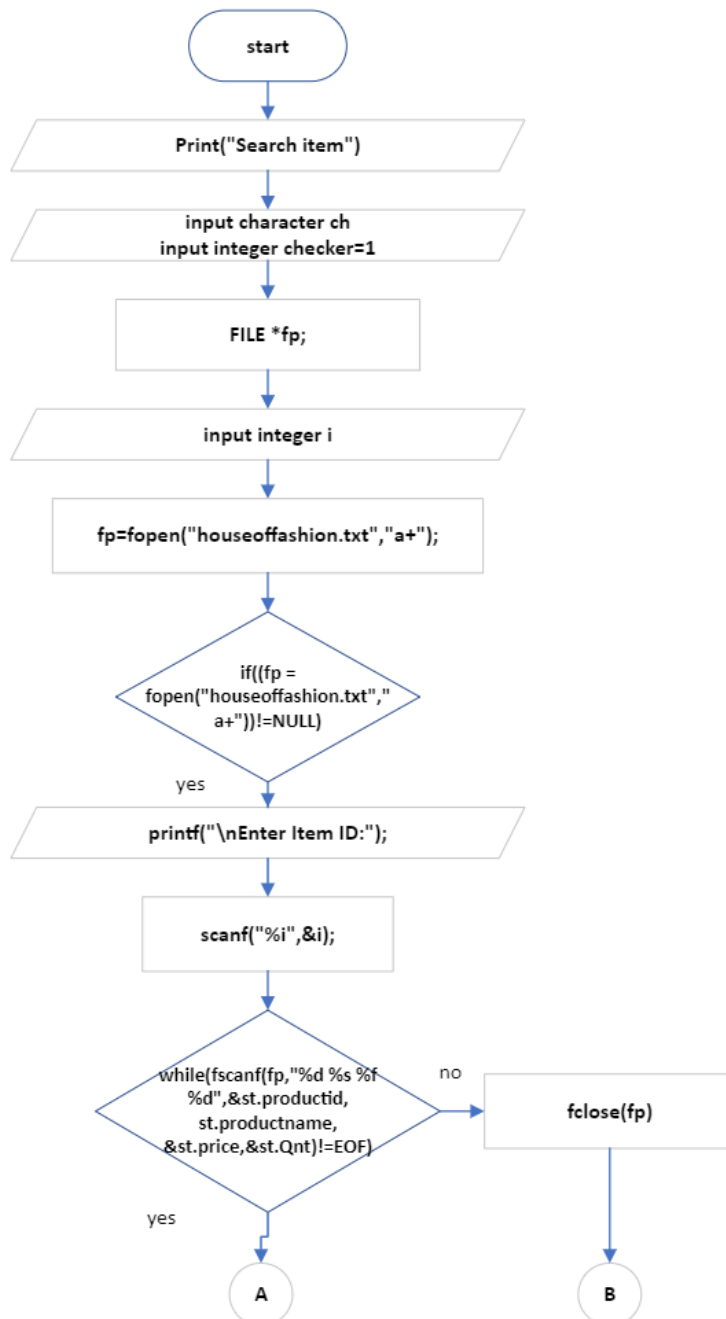 start
Print("Search item")
input character ch
input integer checker=1
FILE *fp;
input integer i
fp=fopen("houseoffashion.txt","a+");
if((fp =
fopen("houseoffashion.txt","
a+"))!=NULL)
yes
printf("\nEnter Item ID:");
scanf("%i",&i);
while(fscanf(fp,"%d %s %f
%d",&st.productid,
st.productname,
&st.price,&st.Qnt)!=EOF)
no
fclose(fp)
yes
A
B